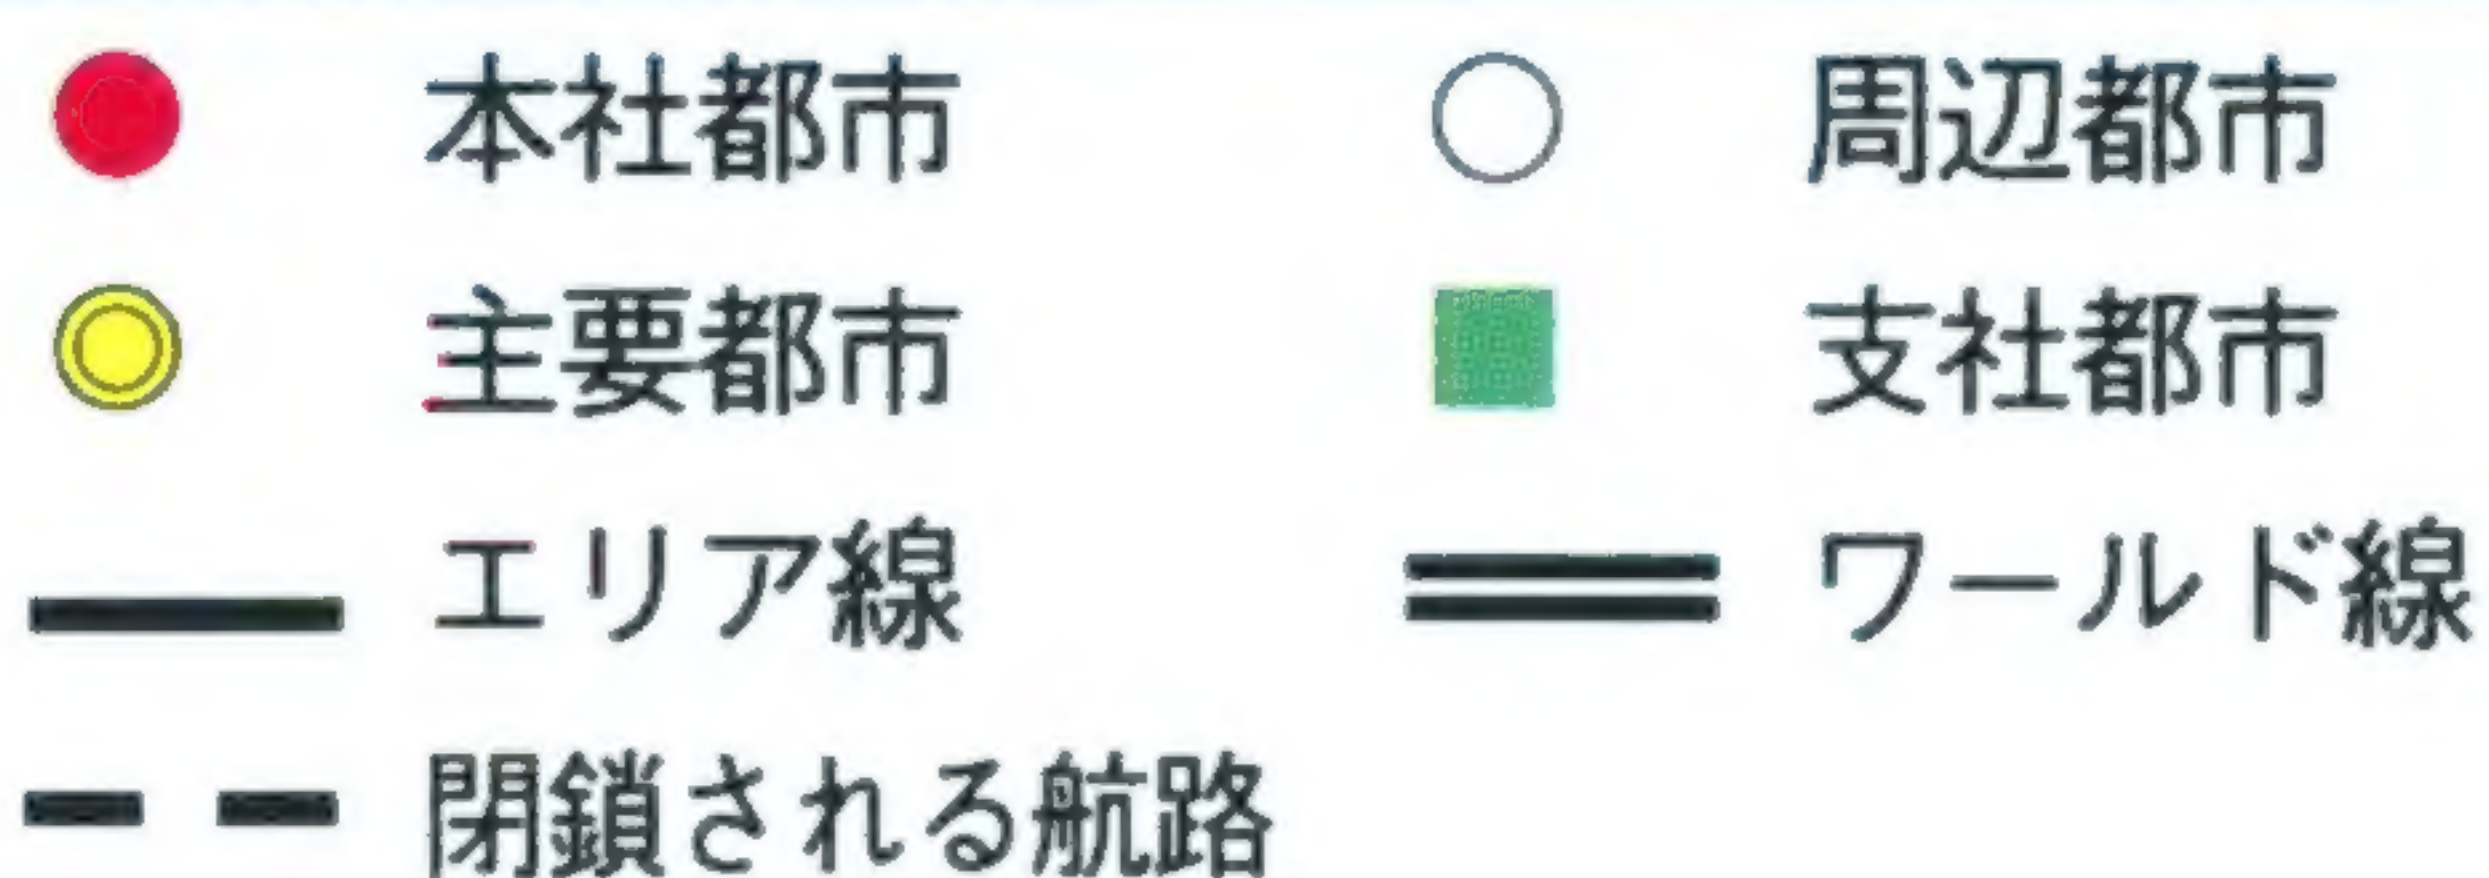 本社都市
周辺都市
主要都市
支社都市
エリア線
ワールド線
閉鎖される航路